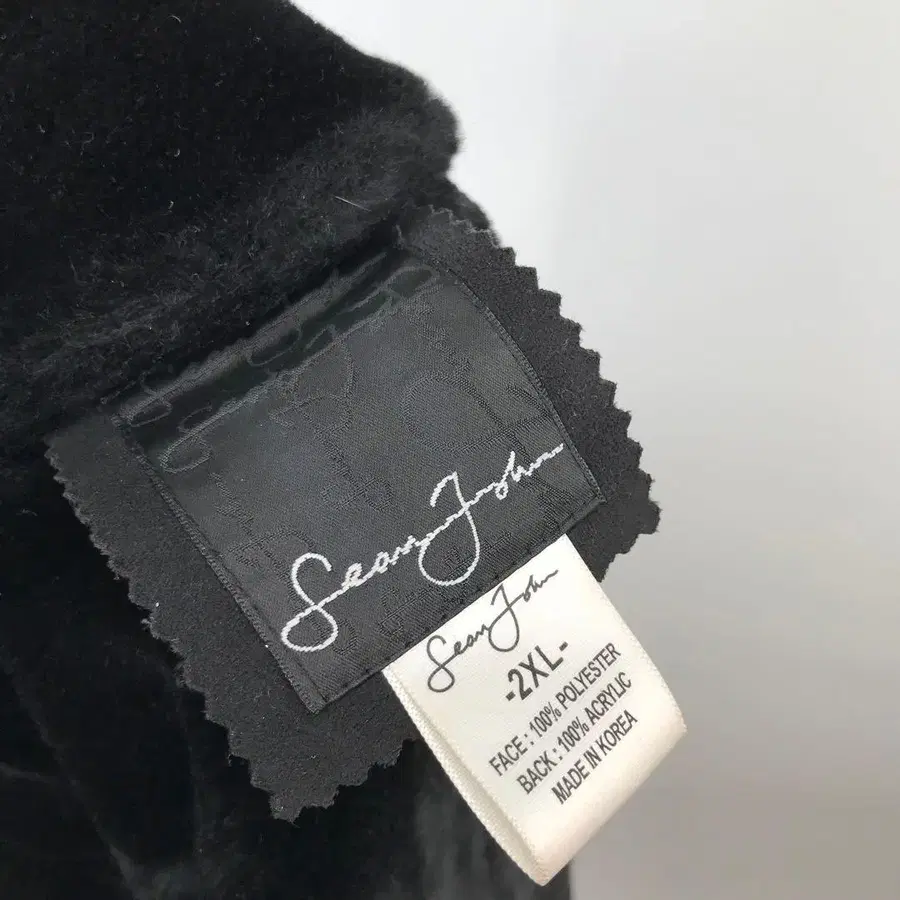 Sean John
Sean John
-2XL-
FACE : 100% POLYESTER
BACK : 100% ACRYLIC
MADE IN KOREA